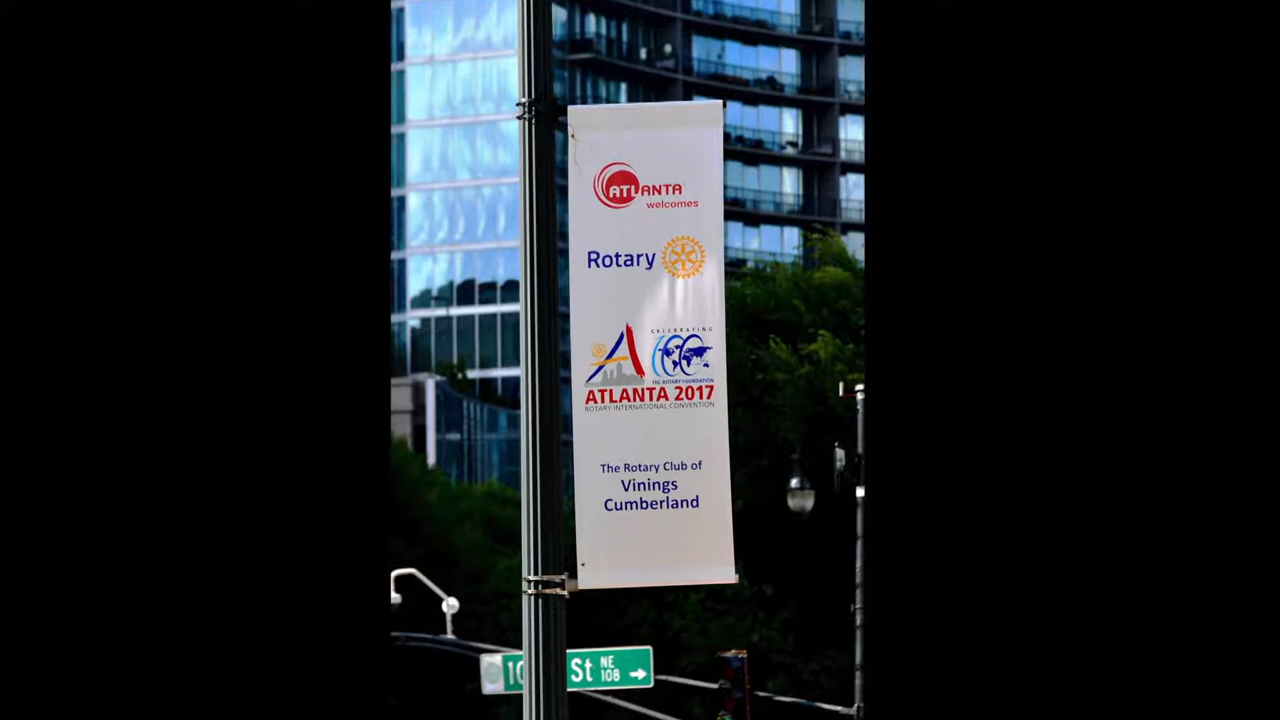 ATLANTA
welcomes
Rotary
CELEBRATING
THE ROTARY FOUNDATION
ATLANTA 2017
ROTARY INTERNATIONAL CONVENTION
The Rotary Club of
Vinings
Cumberland
10 St NE
108